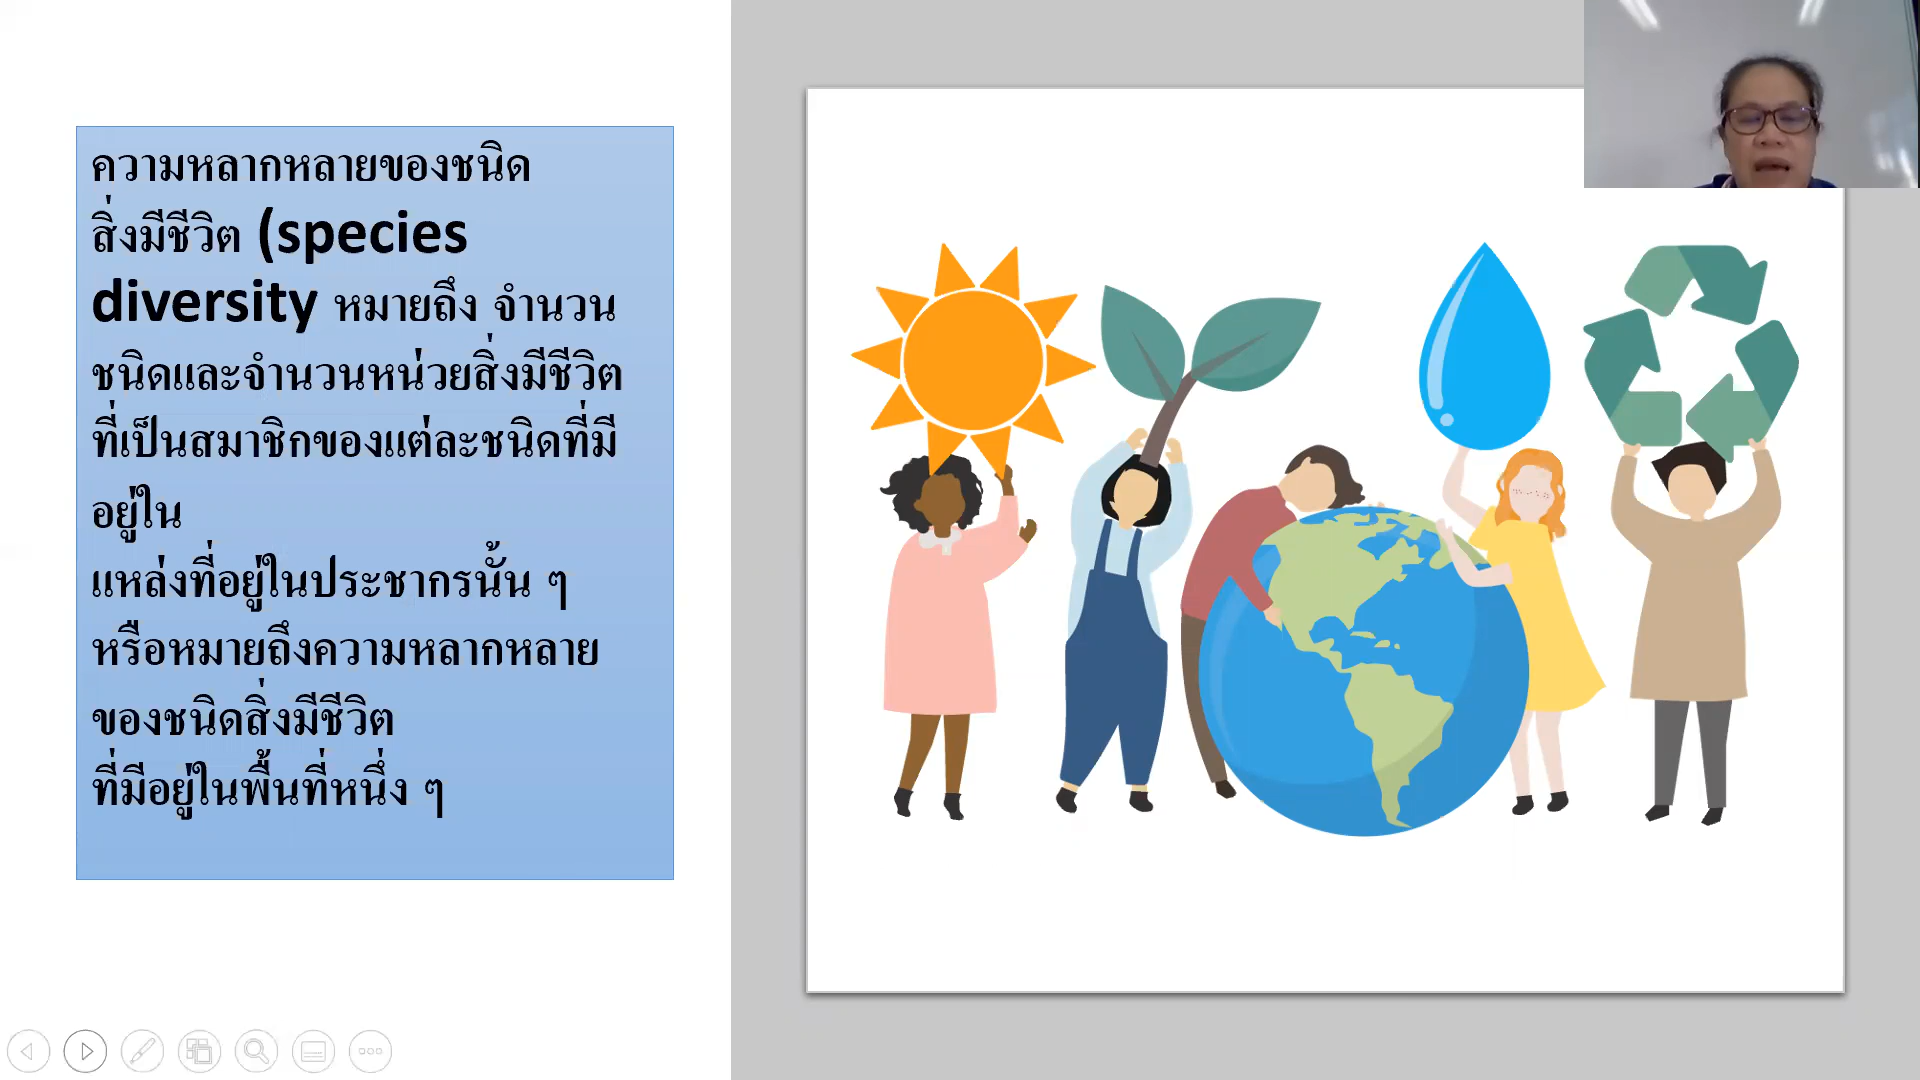 ความหลากหลายของชนิด
สิ่งมีชีวิต (species
diversity หมายถึง จำนวน
ชนิดและจำนวนหน่วยสิ่งมีชีวิต
ที่เป็นสมาชิกของแต่ละชนิดที่มี
อยู่ใน
แหล่งที่อยู่ในประชากรนั้น ๆ
หรือหมายถึงความหลากหลาย
ของชนิดสิ่งมีชีวิต
ที่มีอยู่ในพื้นที่หนึ่ง ๆ